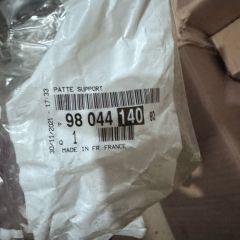 PATTE SUPPORT
P 98 044 140 80
Q 1
MADE IN FR FRANCE
30/11/2021 - 17:33